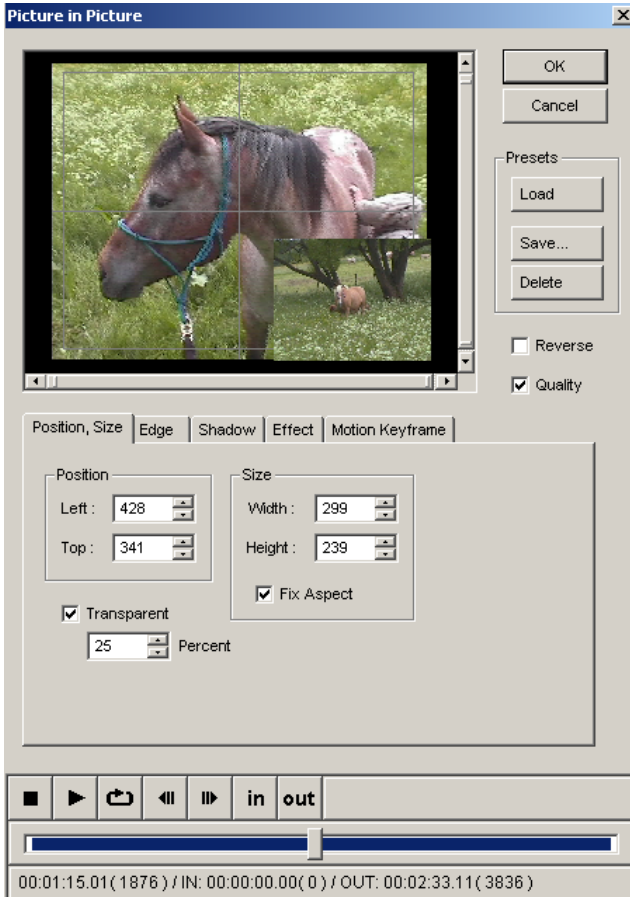 Picture in Picture
OK
Cancel
Presets
Load
Save...
Delete
Reverse
Quality
Position, Size
Edge
Shadow
Effect
Motion Keyframe
Position
Left : 428
Top : 341
Size
Width : 299
Height : 239
Fix Aspect
Transparent
25 Percent
in
out
00:01:15.01( 1876 ) / IN: 00:00:00.00( 0 ) / OUT: 00:02:33.11( 3836 )